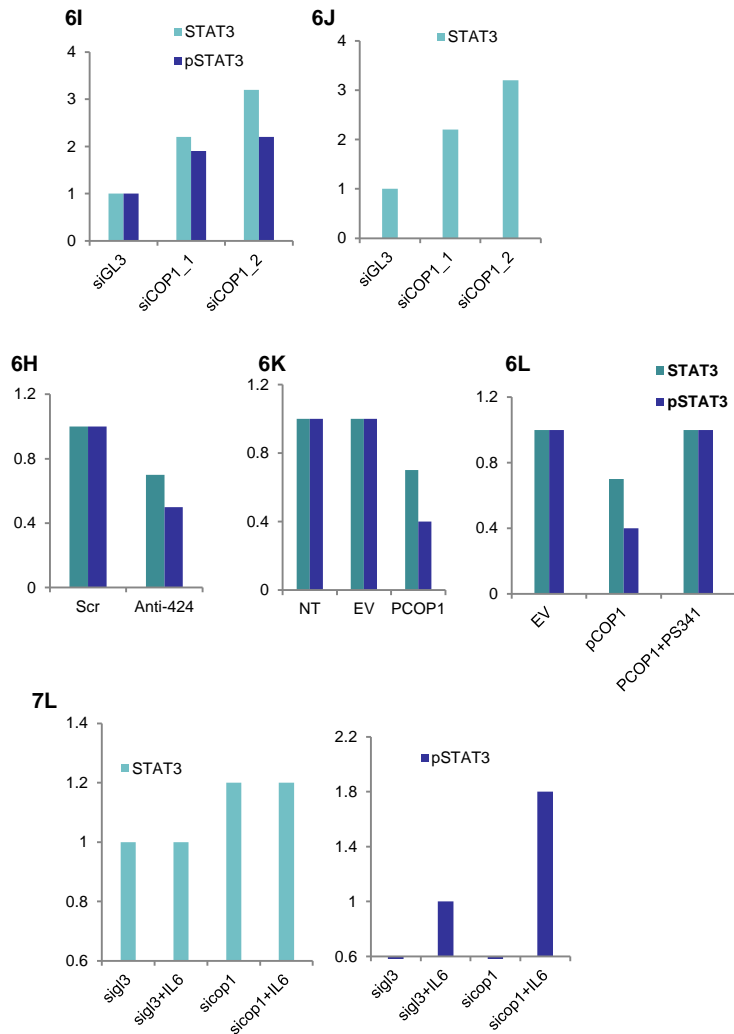 6I
STAT3
pSTAT3
4
3
2
1
0
siGL3
siCOP1_1
siCOP1_2
6J
STAT3
4
3
2
1
0
siGL3
siCOP1_1
siCOP1_2
6H
1.2
0.8
0.4
0
Scr
Anti-424
6K
1.2
0.8
0.4
0
NT
EV
PCOP1
6L
STAT3
pSTAT3
1.2
0.8
0.4
0
EV
pCOP1
PCOP1+PS341
7L
1.4
1.2
1
0.8
0.6
STAT3
sigl3
sigl3+IL6
sicop1
sicop1+IL6
2.2
1.8
1.4
1
0.6
pSTAT3
sigl3
sigl3+IL6
sicop1
sicop1+IL6